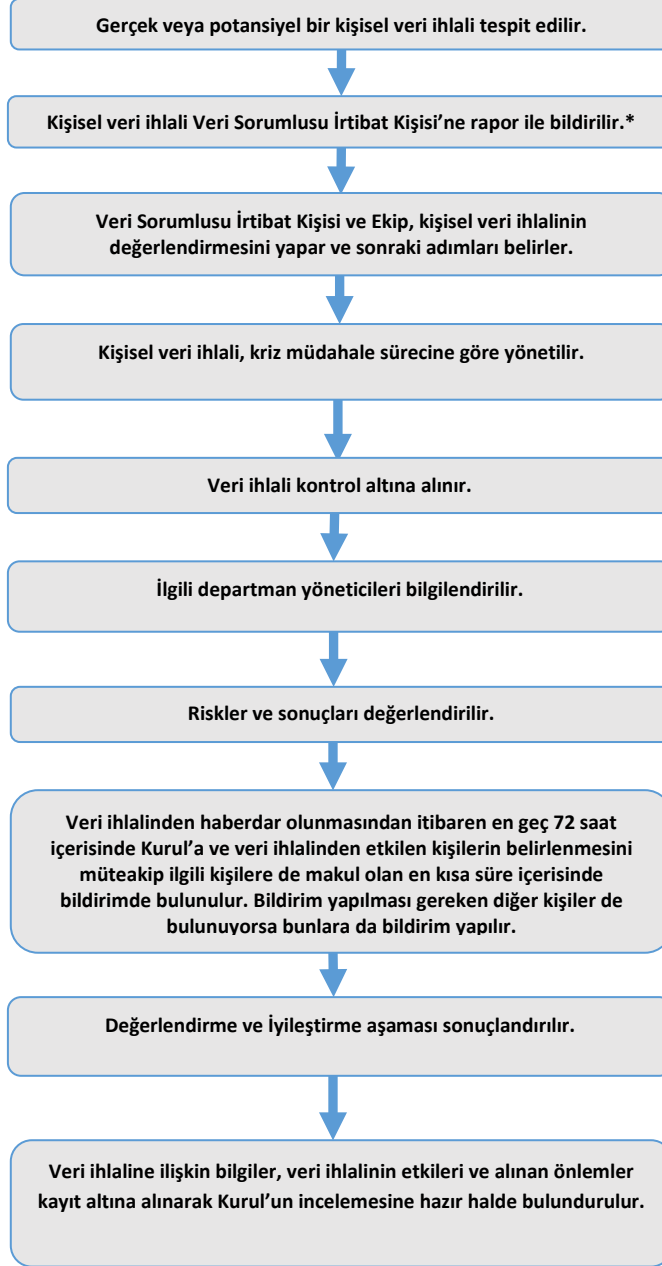 Gerçek veya potansiyel bir kişisel veri ihlali tespit edilir.
Kişisel veri ihlali Veri Sorumlusu İrtibat Kişisi’ne rapor ile bildirilir.*
Veri Sorumlusu İrtibat Kişisi ve Ekip, kişisel veri ihlalinin
değerlendirmesini yapar ve sonraki adımları belirler.
Kişisel veri ihlali, kriz müdahale sürecine göre yönetilir.
Veri ihlali kontrol altına alınır.
İlgili departman yöneticileri bilgilendirilir.
Riskler ve sonuçları değerlendirilir.
Veri ihlalinden haberdar olunmasından itibaren en geç 72 saat
içerisinde Kurul’a ve veri ihlalinden etkilen kişilerin belirlenmesini
müteakip ilgili kişilere de makul olan en kısa süre içerisinde
bildirimde bulunulur. Bildirim yapılması gereken diğer kişiler de
bulunuyorsa bunlara da bildirim yapılır.
Değerlendirme ve İyileştirme aşaması sonuçlandırılır.
Veri ihlaline ilişkin bilgiler, veri ihlalinin etkileri ve alınan önlemler
kayıt altına alınarak Kurul’un incelemesine hazır halde bulundurulur.